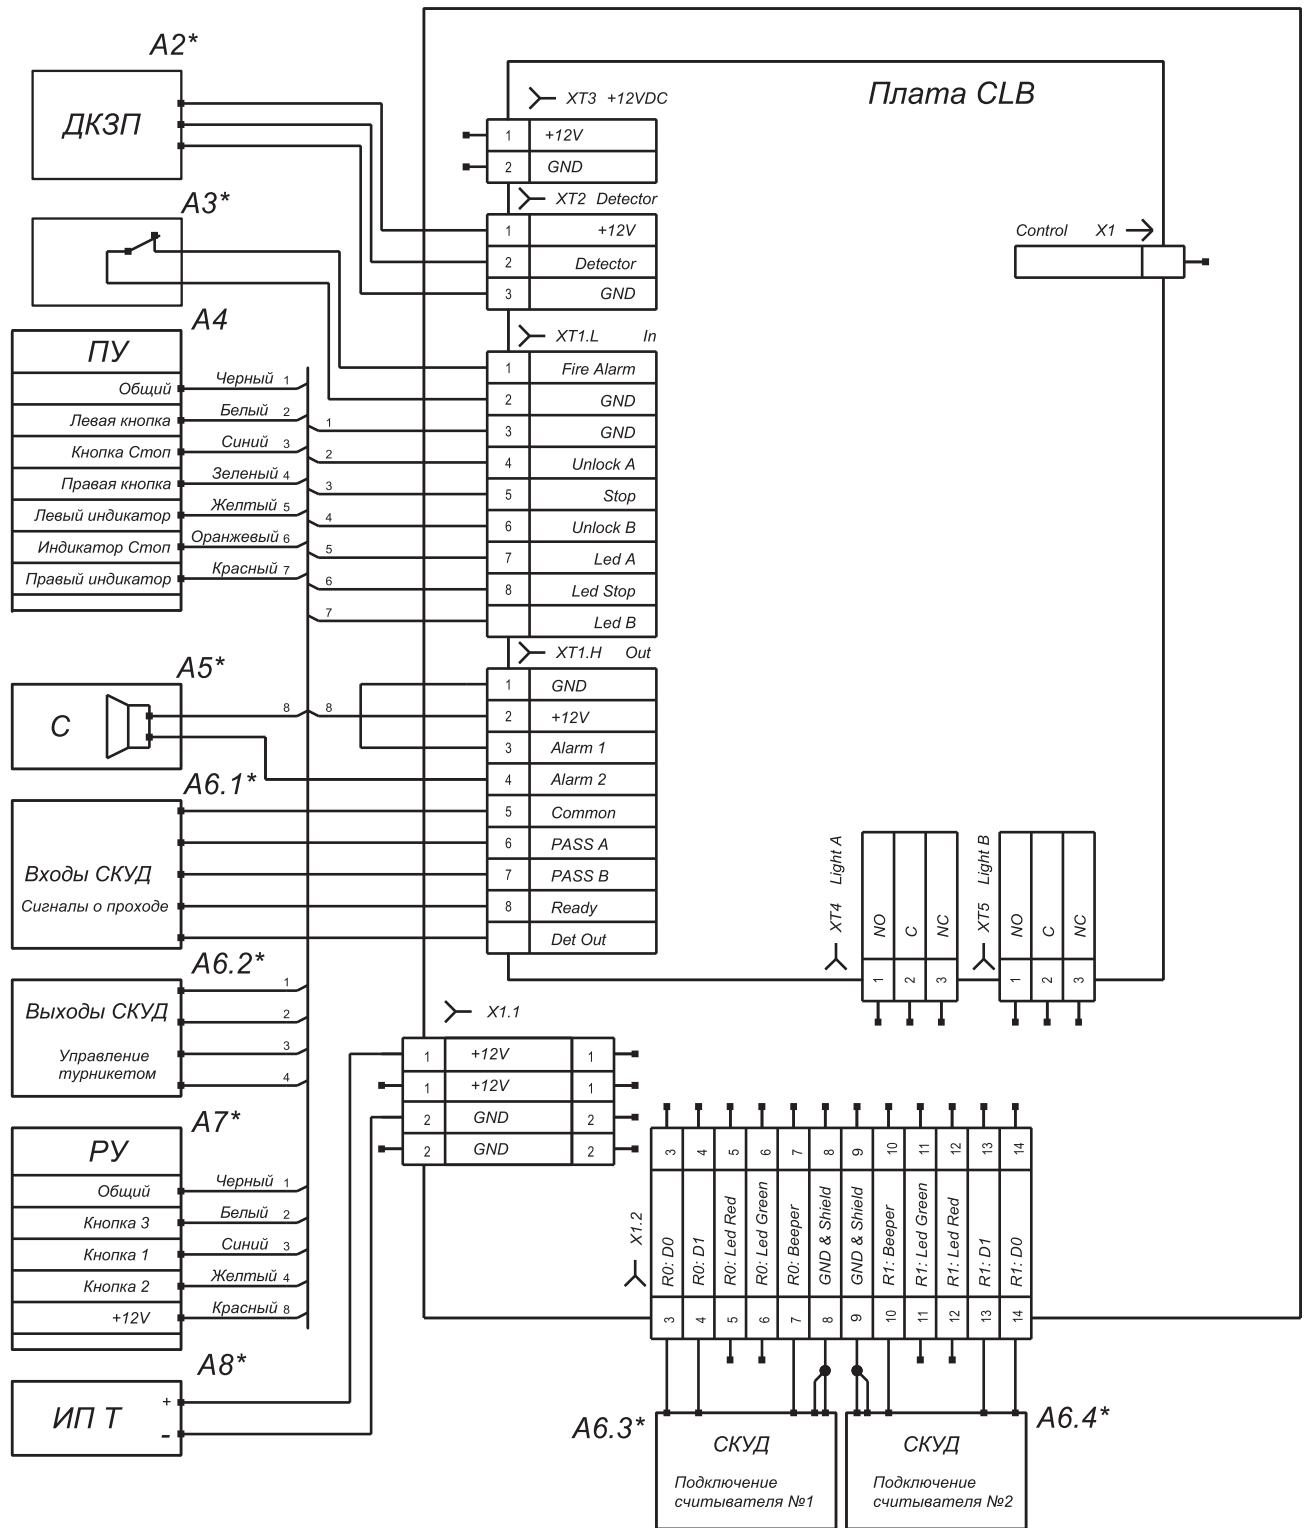 A2*
ДКЗП
A3*
A4
ПУ
Общий Черный 1
Левая кнопка Белый 2
Кнопка Стоп Синий 3
Правая кнопка Зеленый 4
Левый индикатор Желтый 5
Индикатор Стоп Оранжевый 6
Правый индикатор Красный 7
1
2
3
4
5
6
7
A5*
C
8 8
A6.1*
Входы СКУД
Сигналы о проходе
A6.2*
Выходы СКУД
Управление
турникетом
1
2
3
4
A7*
РУ
Общий Черный 1
Кнопка 3 Белый 2
Кнопка 1 Синий 3
Кнопка 2 Желтый 4
+12V Красный 8
A8*
ИП Т + -
Плата CLB
XT3 +12VDC
1 +12V
2 GND
XT2 Detector
1 +12V
2 Detector
3 GND
XT1.L In
1 Fire Alarm
2 GND
3 GND
4 Unlock A
5 Stop
6 Unlock B
7 Led A
8 Led Stop
Led B
XT1.H Out
1 GND
2 +12V
3 Alarm 1
4 Alarm 2
5 Common
6 PASS A
7 PASS B
8 Ready
Det Out
Control X1
XT4 Light A
NO C NC
1 2 3
XT5 Light B
NO C NC
1 2 3
X1.1
1 +12V 1
1 +12V 1
2 GND 2
2 GND 2
X1.2
3 R0: D0 3
4 R0: D1 4
5 R0: Led Red 5
6 R0: Led Green 6
7 R0: Beeper 7
8 GND & Shield 8
9 GND & Shield 9
10 R1: Beeper 10
11 R1: Led Green 11
12 R1: Led Red 12
13 R1: D1 13
14 R1: D0 14
A6.3*
СКУД
Подключение
считывателя №1
A6.4*
СКУД
Подключение
считывателя №2